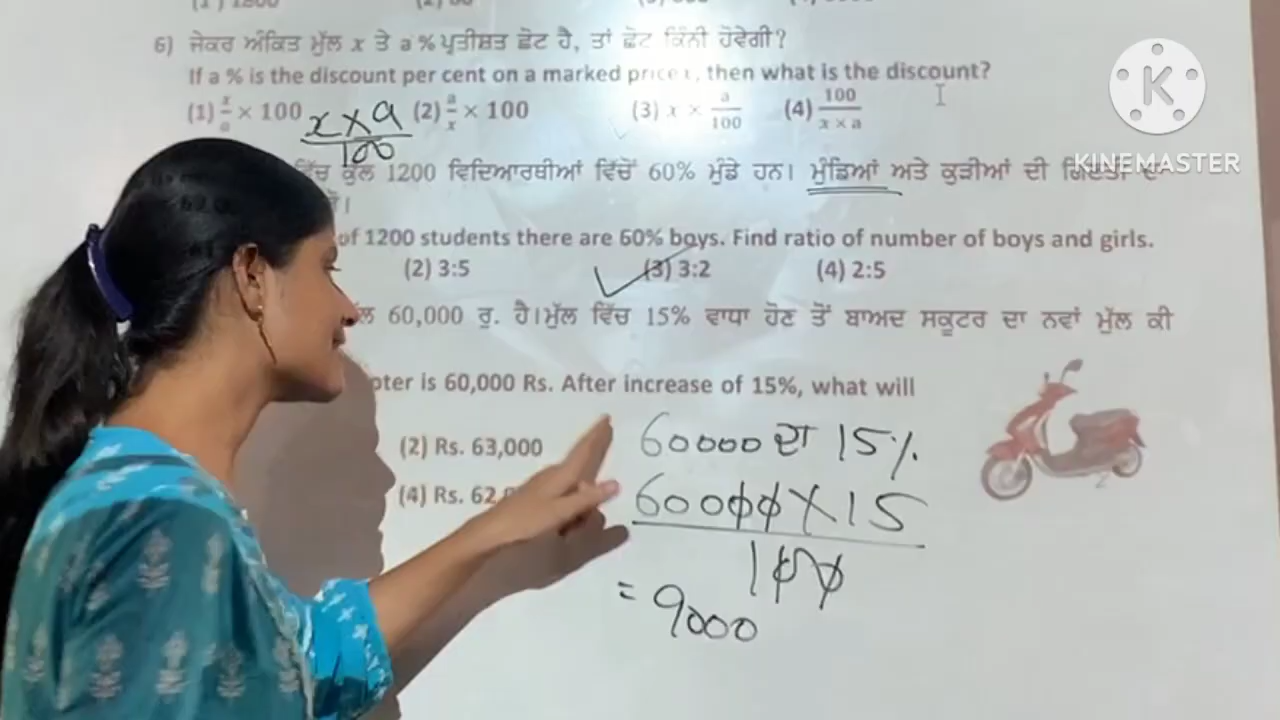 6) ਜੇਕਰ ਅੰਕਿਤ ਮੁੱਲ x ਤੇ a % ਪ੍ਰਤੀਸ਼ਤ ਛੋਟ ਹੈ, ਤਾਂ ਛੋਟ ਕਿੰਨੀ ਹੋਵੇਗੀ?
If a % is the discount per cent on a marked price x, then what is the discount?
(1) x/a × 100 (2) a/x × 100 (3) x × a/100 (4) 100/x × a
x × a
100
KINEMASTER
ਵਿੱਚ ਕੁੱਲ 1200 ਵਿਦਿਆਰਥੀਆਂ ਵਿੱਚੋਂ 60% ਮੁੰਡੇ ਹਨ। ਮੁੰਡਿਆਂ ਅਤੇ ਕੁੜੀਆਂ ਦੀ
of 1200 students there are 60% boys. Find ratio of number of boys and girls.
(2) 3:5 (3) 3:2 (4) 2:5
60,000 ਰੁ. ਹੈ।ਮੁੱਲ ਵਿੱਚ 15% ਵਾਧਾ ਹੋਣ ਤੋਂ ਬਾਅਦ ਸਕੂਟਰ ਦਾ ਨਵਾਂ ਮੁੱਲ ਕੀ
is 60,000 Rs. After increase of 15%, what will
(2) Rs. 63,000
60000 ਦਾ 15%
(4) Rs.
60000 × 15
100
= 9000